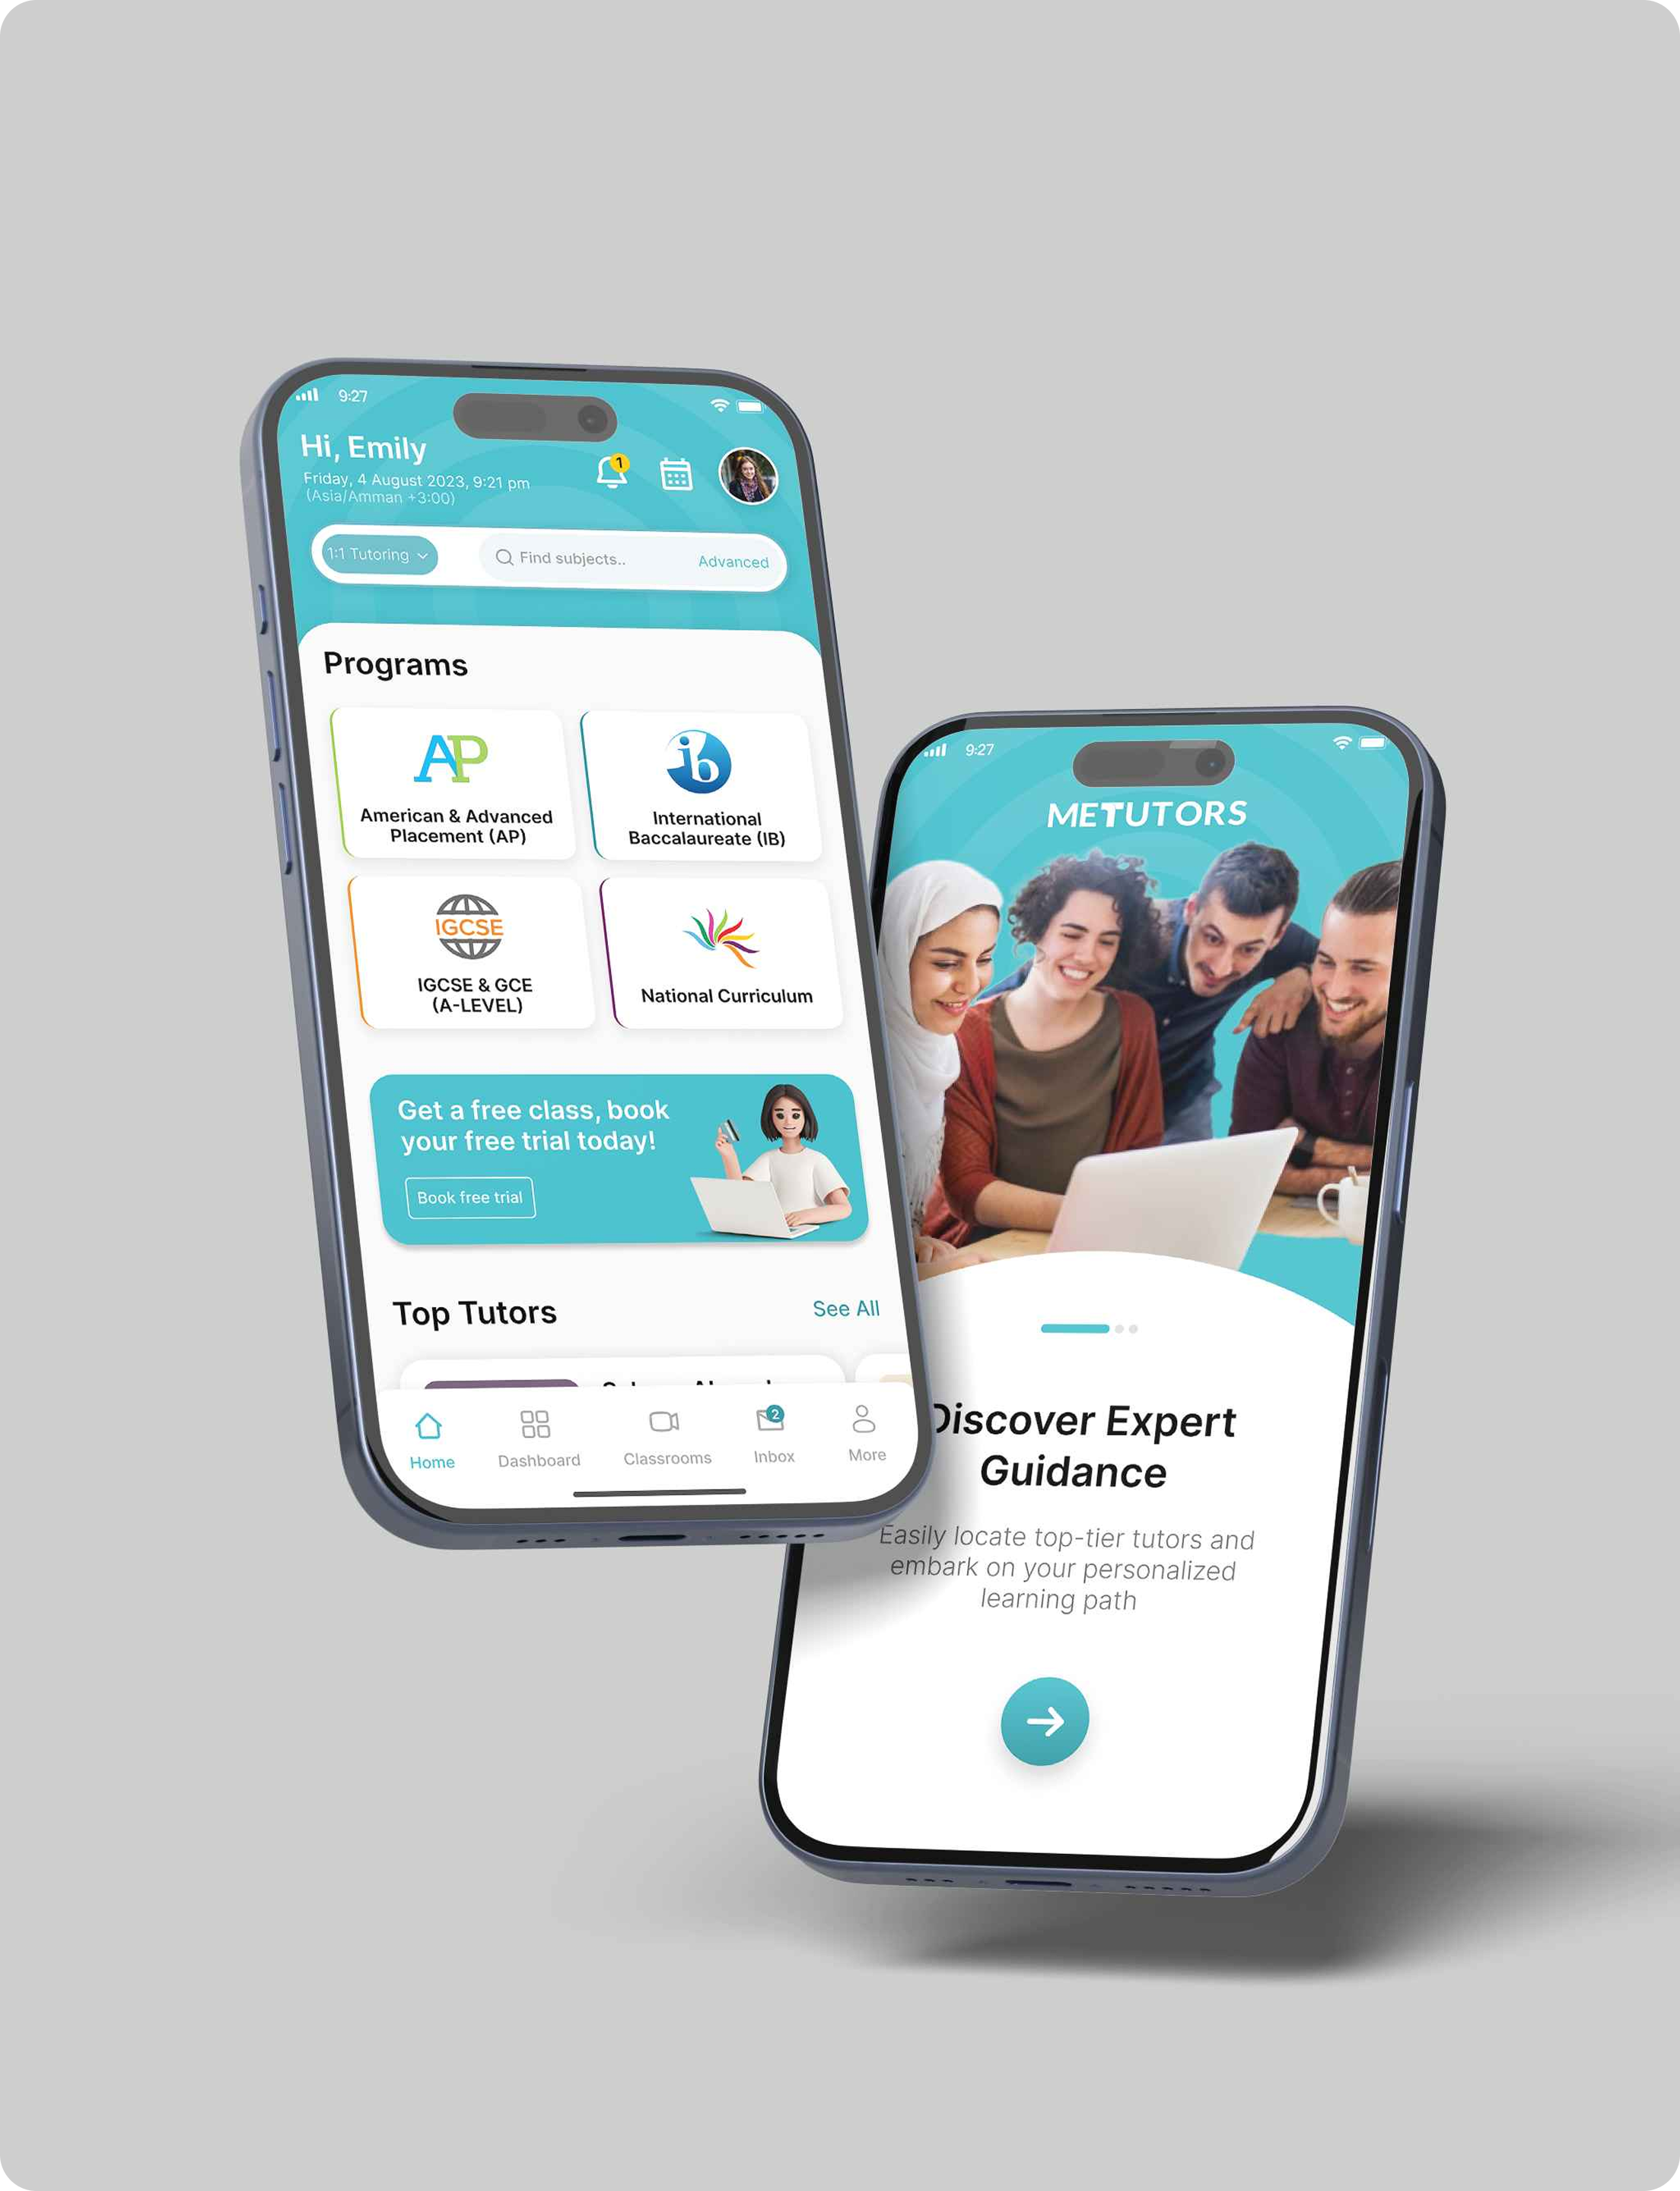 9:27
Hi, Emily
1
Friday, 4 August 2023, 9:21 pm
(Asia/Amman +3:00)
1:1 Tutoring
Find subjects..
Advanced
Programs
AP
American & Advanced
Placement (AP)
ib
International
Baccalaureate (IB)
IGCSE
IGCSE & GCE
(A-LEVEL)
National Curriculum
Get a free class, book
your free trial today!
Book free trial
Top Tutors
See All
2
Home
Dashboard
Classrooms
Inbox
More
9:27
METUTORS
Discover Expert
Guidance
Easily locate top-tier tutors and
embark on your personalized
learning path